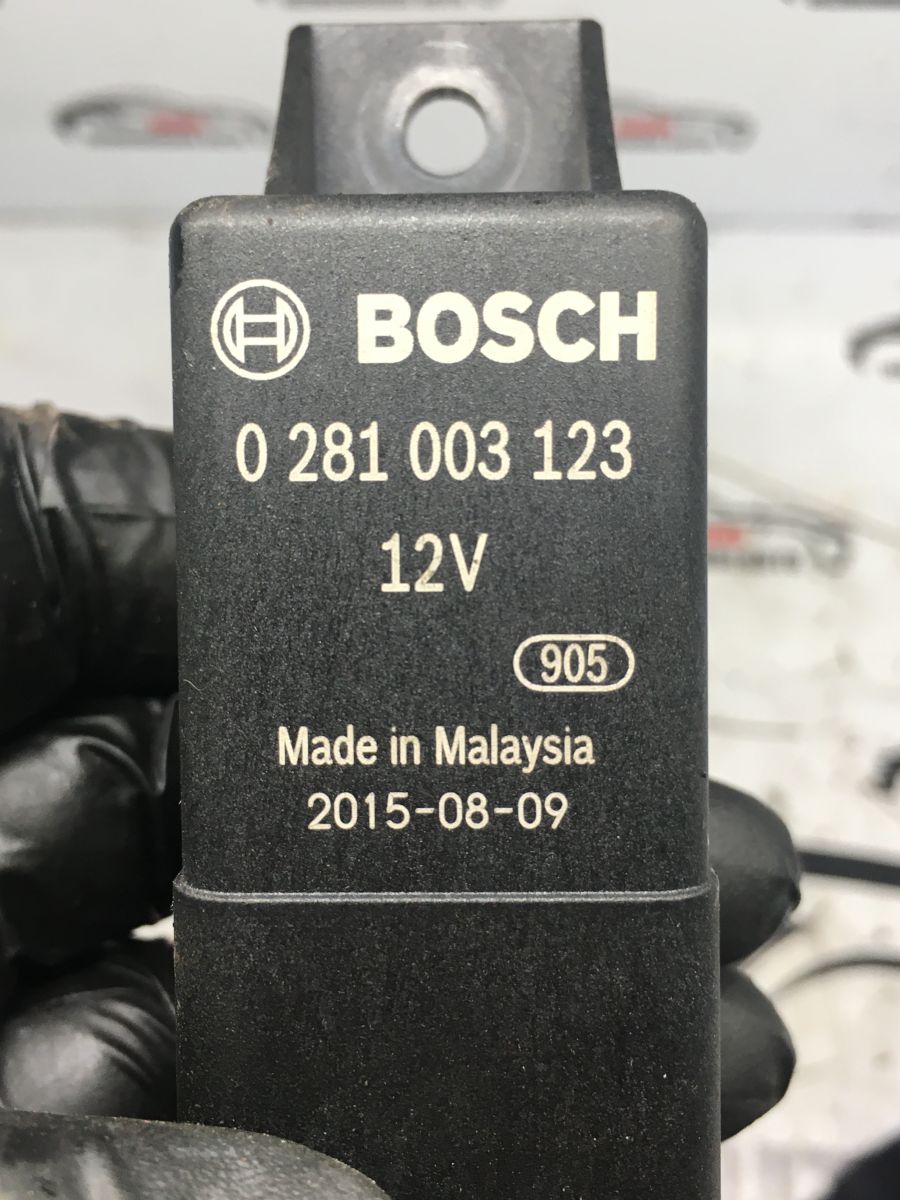 BOSCH
0 281 003 123
12V
905
Made in Malaysia
2015-08-09